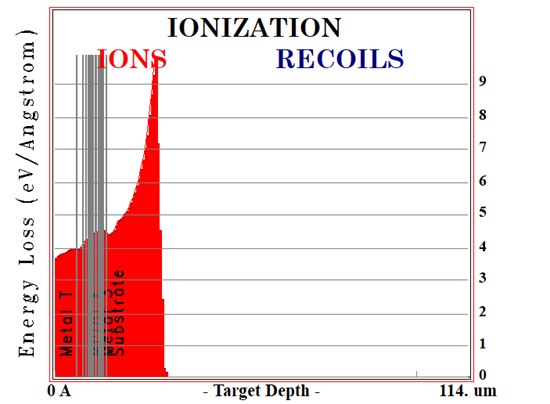 IONIZATION
IONS RECOILS
Energy Loss (eV/Angstrom)
9
8
7
6
5
4
3
2
1
0
Metal T
Substrate
0 A - Target Depth - 114. um